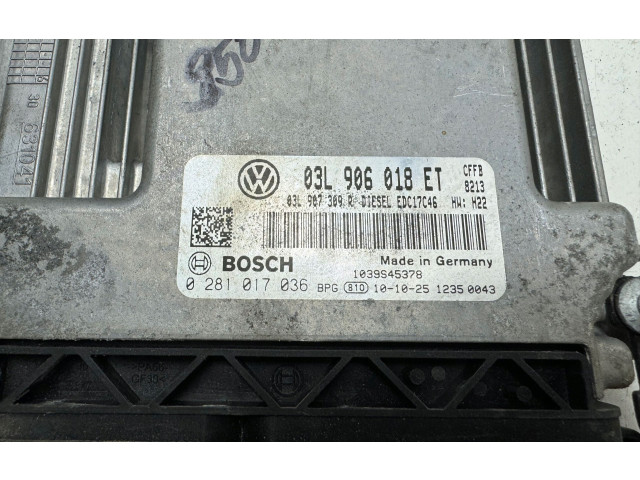 03L 906 018 ET
CFFB
8213
03L 907 309 R DIESEL EDC17C46 HW: H22
BOSCH
Made in Germany
1039S45378
0 281 017 036 BPG 810 10-10-25 1235 0043